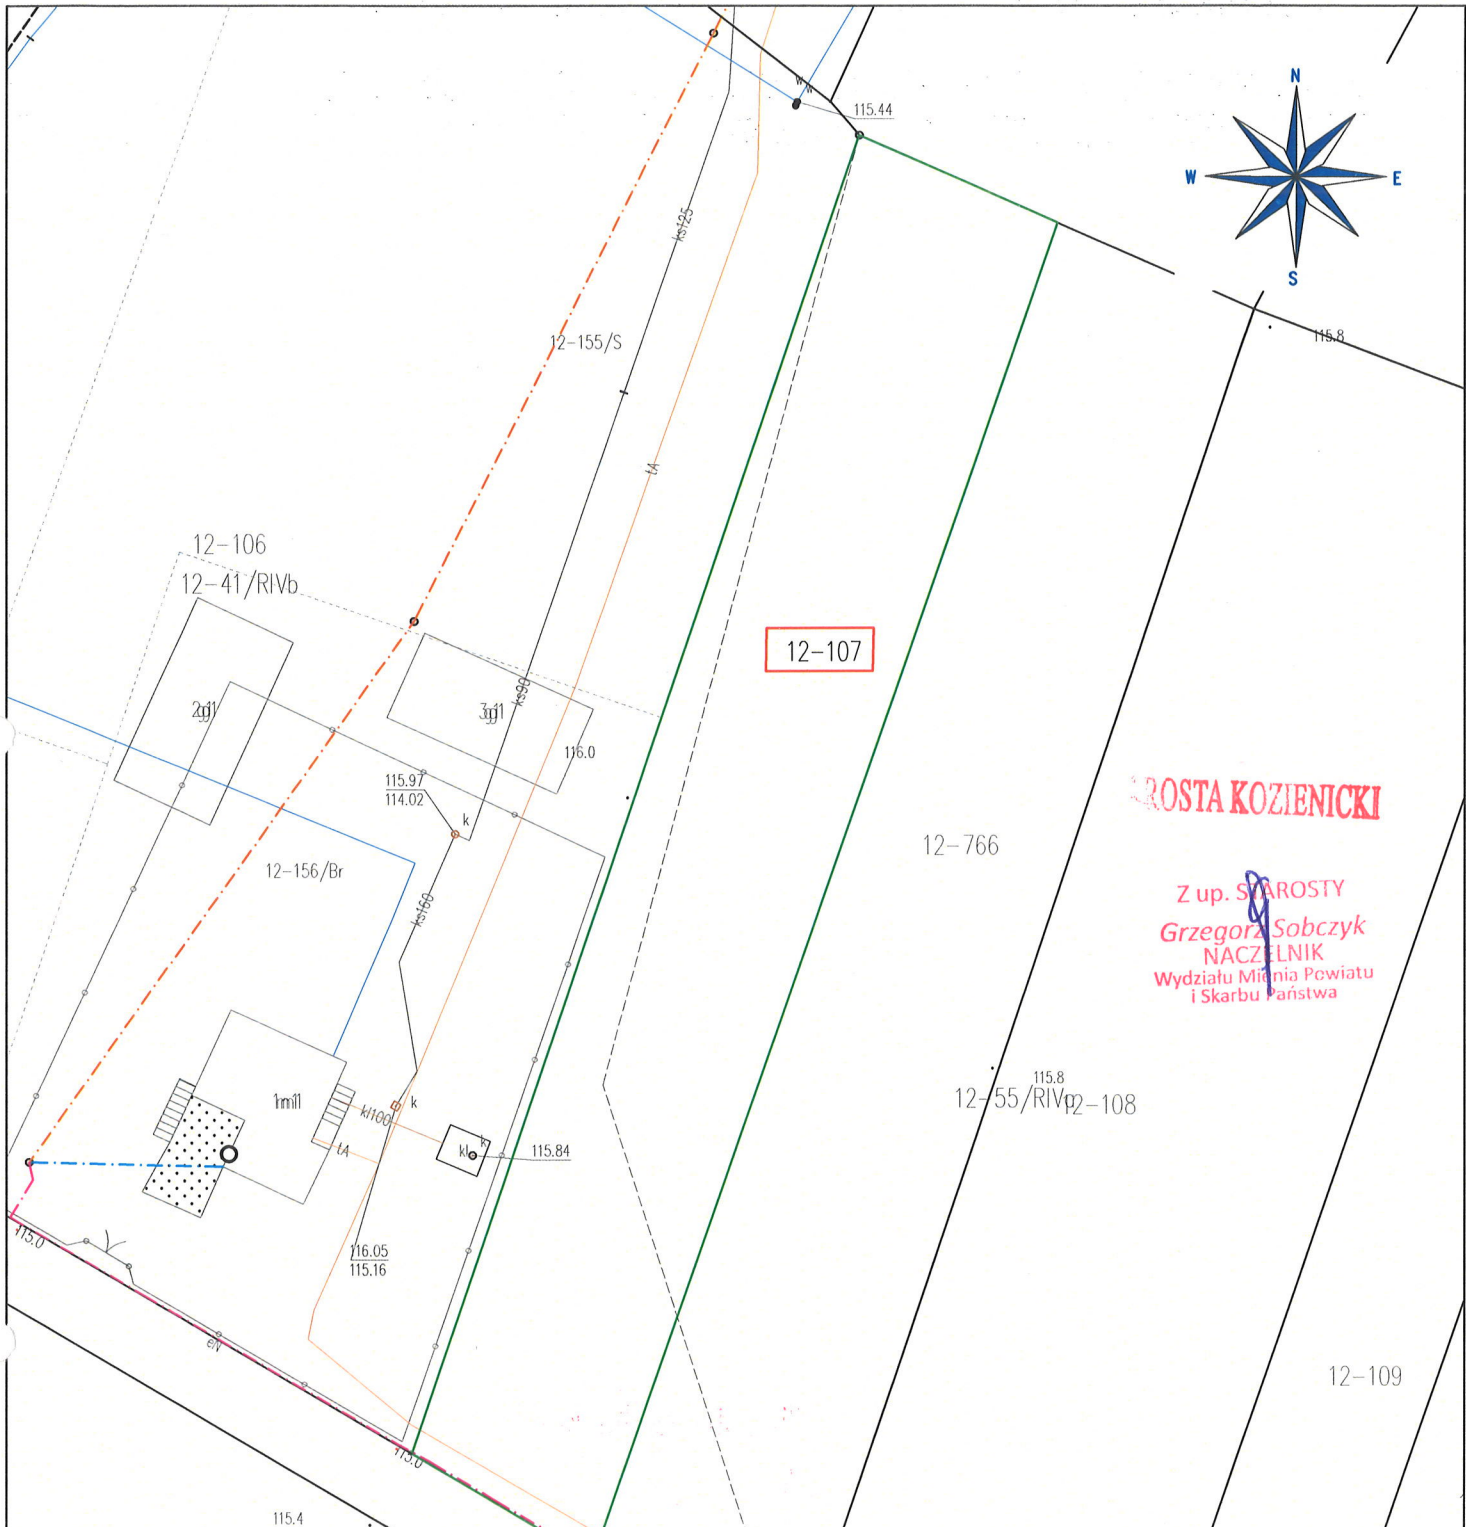 N
W
E
S
w
w
115.44
ks125
12-155/S
115.8
tA
12-106
12-41/RIVb
12-107
ks90
116.0
115.97
114.02
k
12-156/Br
ks160
12-766
ROSTA KOZIENICKI
Z up. STAROSTY
Grzegorz Sobczyk
NACZELNIK
Wydziału Mienia Powiatu
i Skarbu Państwa
115.8
12-55/RIVb
12-108
k
kl100
tA
k
kl
115.84
116.05
115.16
115.0
eN
115.0
12-109
115.4